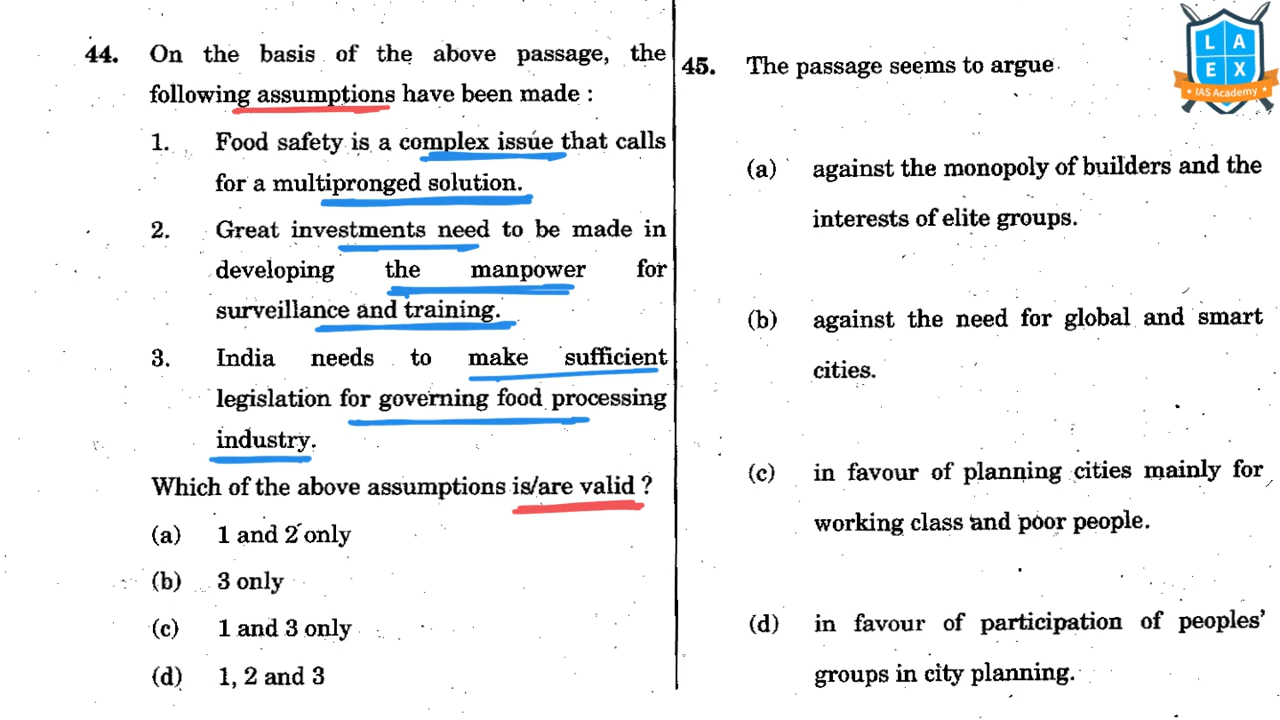 44. On the basis of the above passage, the
following assumptions have been made :
1. Food safety is a complex issue that calls
for a multipronged solution.
2. Great investments need to be made in
developing the manpower for
surveillance and training.
3. India needs to make sufficient
legislation for governing food processing
industry.
Which of the above assumptions is/are valid ?
(a) 1 and 2 only
(b) 3 only
(c) 1 and 3 only
(d) 1, 2 and 3
45. The passage seems to argue
(a) against the monopoly of builders and the
interests of elite groups.
(b) against the need for global and smart
cities.
(c) in favour of planning cities mainly for
working class and poor people.
(d) in favour of participation of peoples'
groups in city planning.
L A
E X
IAS Academy